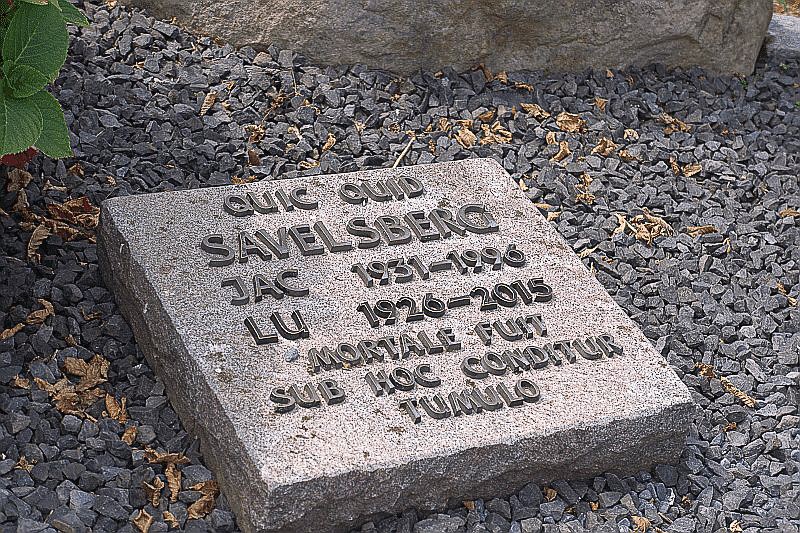 QUIC QUID
SAVELSBERG
JAC 1931–1996
LU 1926–2015
MORTALE FUIT
SUB HOC CONDITUR
TUMULO